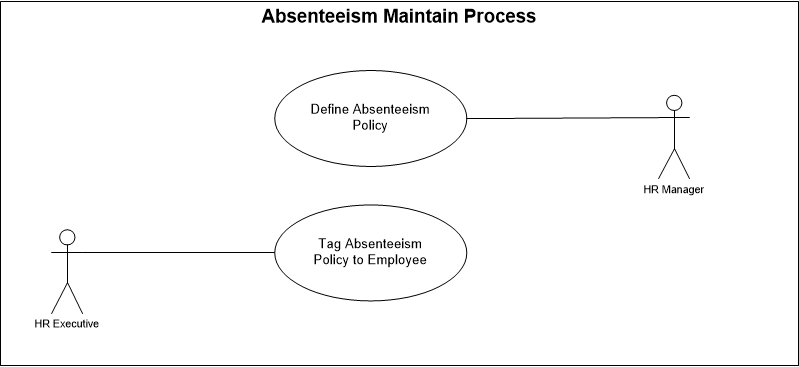 Absenteeism Maintain Process
Define Absenteeism
Policy
HR Manager
Tag Absenteeism
Policy to Employee
HR Executive